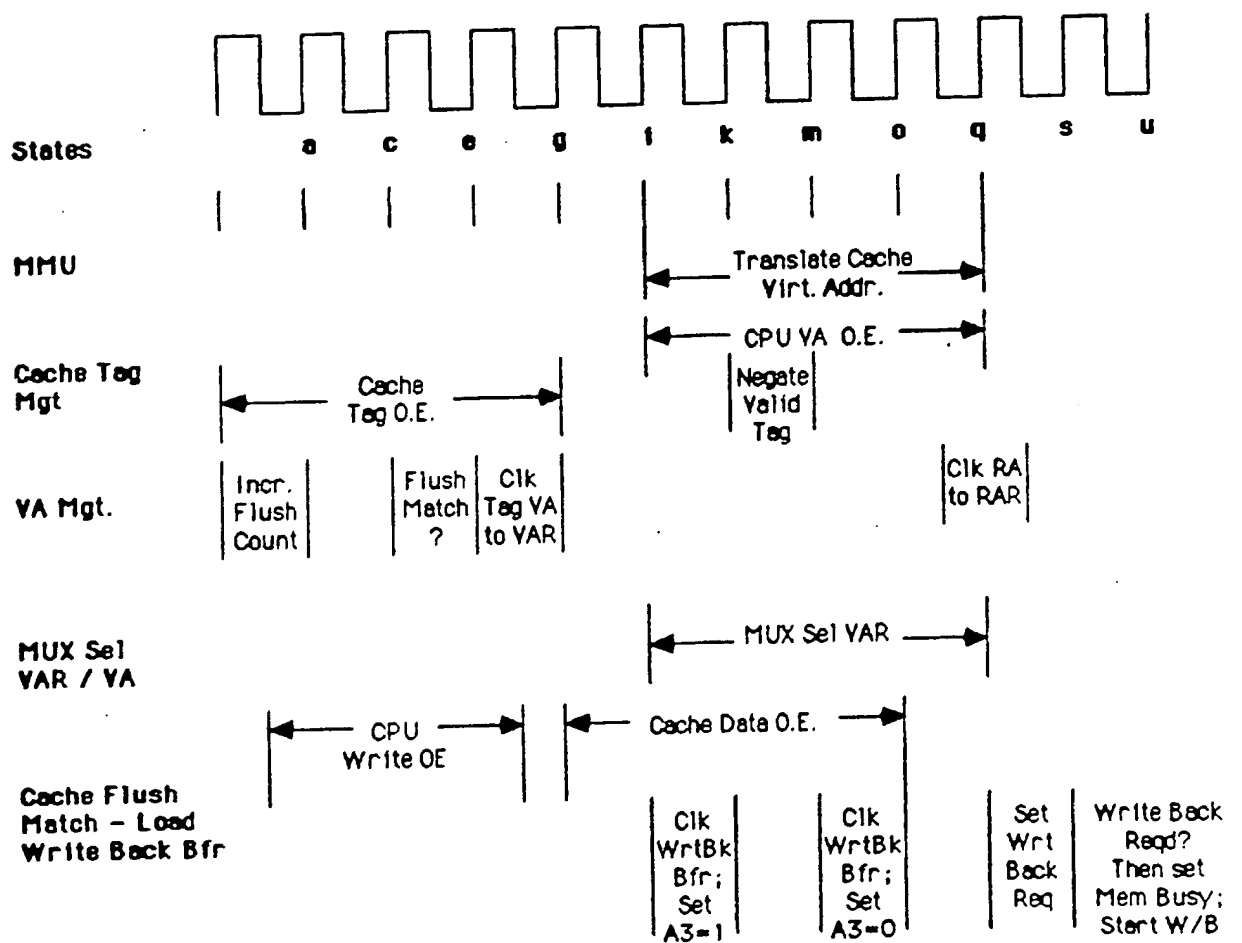 States a c e g i k m o q s u
MMU
Translate Cache
Virt. Addr.
CPU VA O.E.
Cache Tag
Mgt
Cache
Tag O.E.
Negate
Valid
Tag
VA Mgt.
Incr.
Flush
Count
Flush
Match
?
Clk
Tag VA
to VAR
Clk RA
to RAR
MUX Sel
VAR / VA
MUX Sel VAR
CPU
Write OE
Cache Data O.E.
Cache Flush
Match - Load
Write Back Bfr
Clk
WrtBk
Bfr;
Set
A3=1
Clk
WrtBk
Bfr;
Set
A3=0
Set
Wrt
Back
Req
Write Back
Reqd?
Then set
Mem Busy;
Start W/B